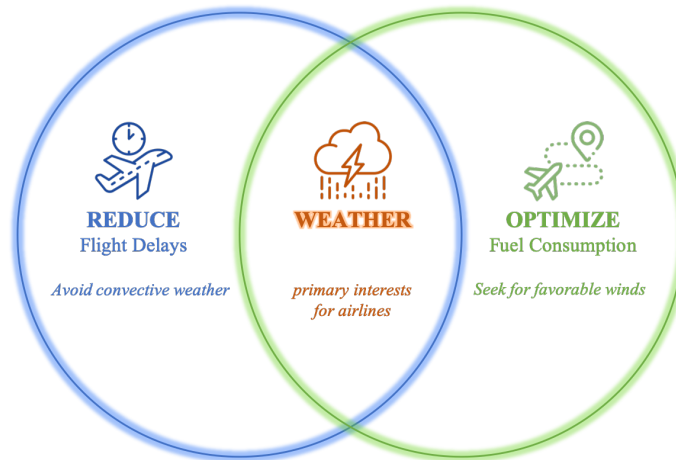 REDUCE
Flight Delays
Avoid convective weather
WEATHER
primary interests
for airlines
OPTIMIZE
Fuel Consumption
Seek for favorable winds